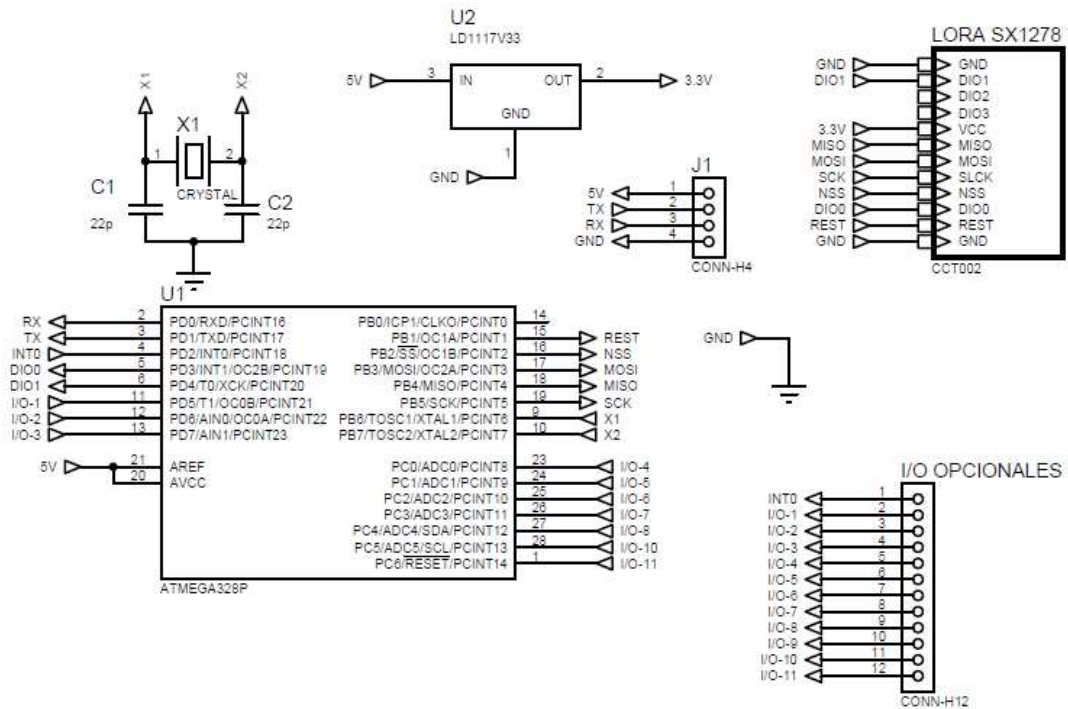 U2
LD1117V33
5V
3
IN
OUT
2
3.3V
GND
1
GND
X1
X2
X1
1
2
CRYSTAL
C1
22p
C2
22p
J1
5V
1
TX
2
RX
3
GND
4
CONN-H4
LORA SX1278
GND GND
DIO1 DIO1
DIO2
DIO3
3.3V VCC
MISO MISO
MOSI MOSI
SCK SLCK
NSS NSS
DIO0 DIO0
REST REST
GND GND
CCT002
U1
RX 2 PD0/RXD/PCINT16
TX 3 PD1/TXD/PCINT17
INT0 4 PD2/INT0/PCINT18
DIO0 5 PD3/INT1/OC2B/PCINT19
DIO1 6 PD4/T0/XCK/PCINT20
I/O-1 11 PD5/T1/OC0B/PCINT21
I/O-2 12 PD6/AIN0/OC0A/PCINT22
I/O-3 13 PD7/AIN1/PCINT23
5V 21 AREF
20 AVCC
PB0/ICP1/CLKO/PCINT0 14
PB1/OC1A/PCINT1 15 REST
PB2/SS/OC1B/PCINT2 16 NSS
PB3/MOSI/OC2A/PCINT3 17 MOSI
PB4/MISO/PCINT4 18 MISO
PB5/SCK/PCINT5 19 SCK
PB6/TOSC1/XTAL1/PCINT6 9 X1
PB7/TOSC2/XTAL2/PCINT7 10 X2
PC0/ADC0/PCINT8 23 I/O-4
PC1/ADC1/PCINT9 24 I/O-5
PC2/ADC2/PCINT10 25 I/O-6
PC3/ADC3/PCINT11 26 I/O-7
PC4/ADC4/SDA/PCINT12 27 I/O-8
PC5/ADC5/SCL/PCINT13 28 I/O-10
PC6/RESET/PCINT14 1 I/O-11
ATMEGA328P
GND
I/O OPCIONALES
INT0 1
I/O-1 2
I/O-2 3
I/O-3 4
I/O-4 5
I/O-5 6
I/O-6 7
I/O-7 8
I/O-8 9
I/O-9 10
I/O-10 11
I/O-11 12
CONN-H12